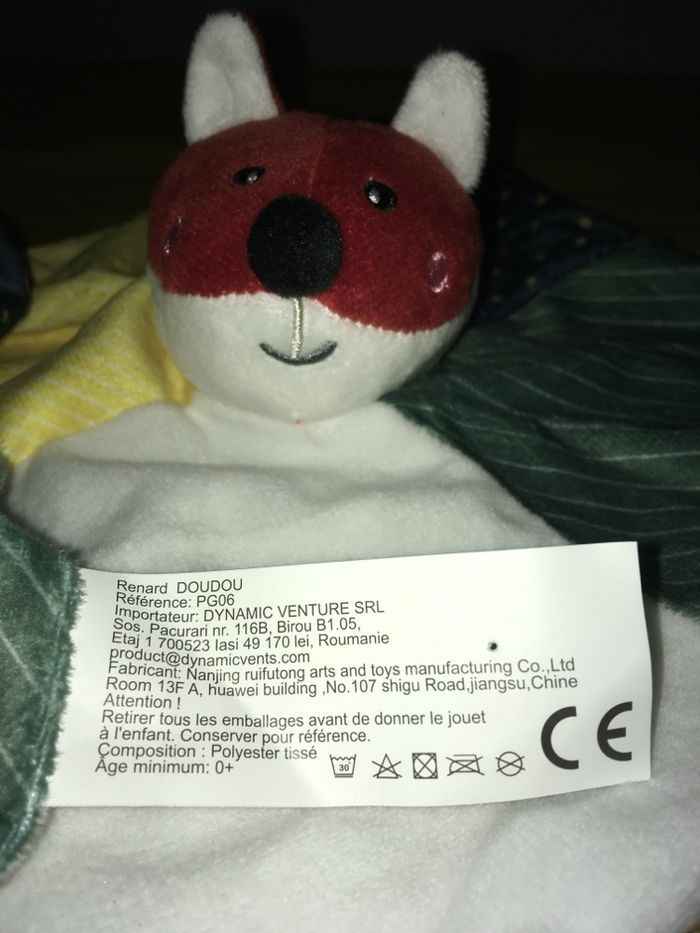 Renard DOUDOU
Référence: PG06
Importateur: DYNAMIC VENTURE SRL
Sos. Pacurari nr. 116B, Birou B1.05,
Etaj 1 700523 Iasi 49 170 lei, Roumanie
product@dynamicvents.com
Fabricant: Nanjing ruifutong arts and toys manufacturing Co.,Ltd
Room 13F A, huawei building ,No.107 shigu Road,jiangsu,China
Attention !
Retirer tous les emballages avant de donner le jouet
à l'enfant. Conserver pour référence.
Composition : Polyester tissé
Âge minimum: 0+
30
CE